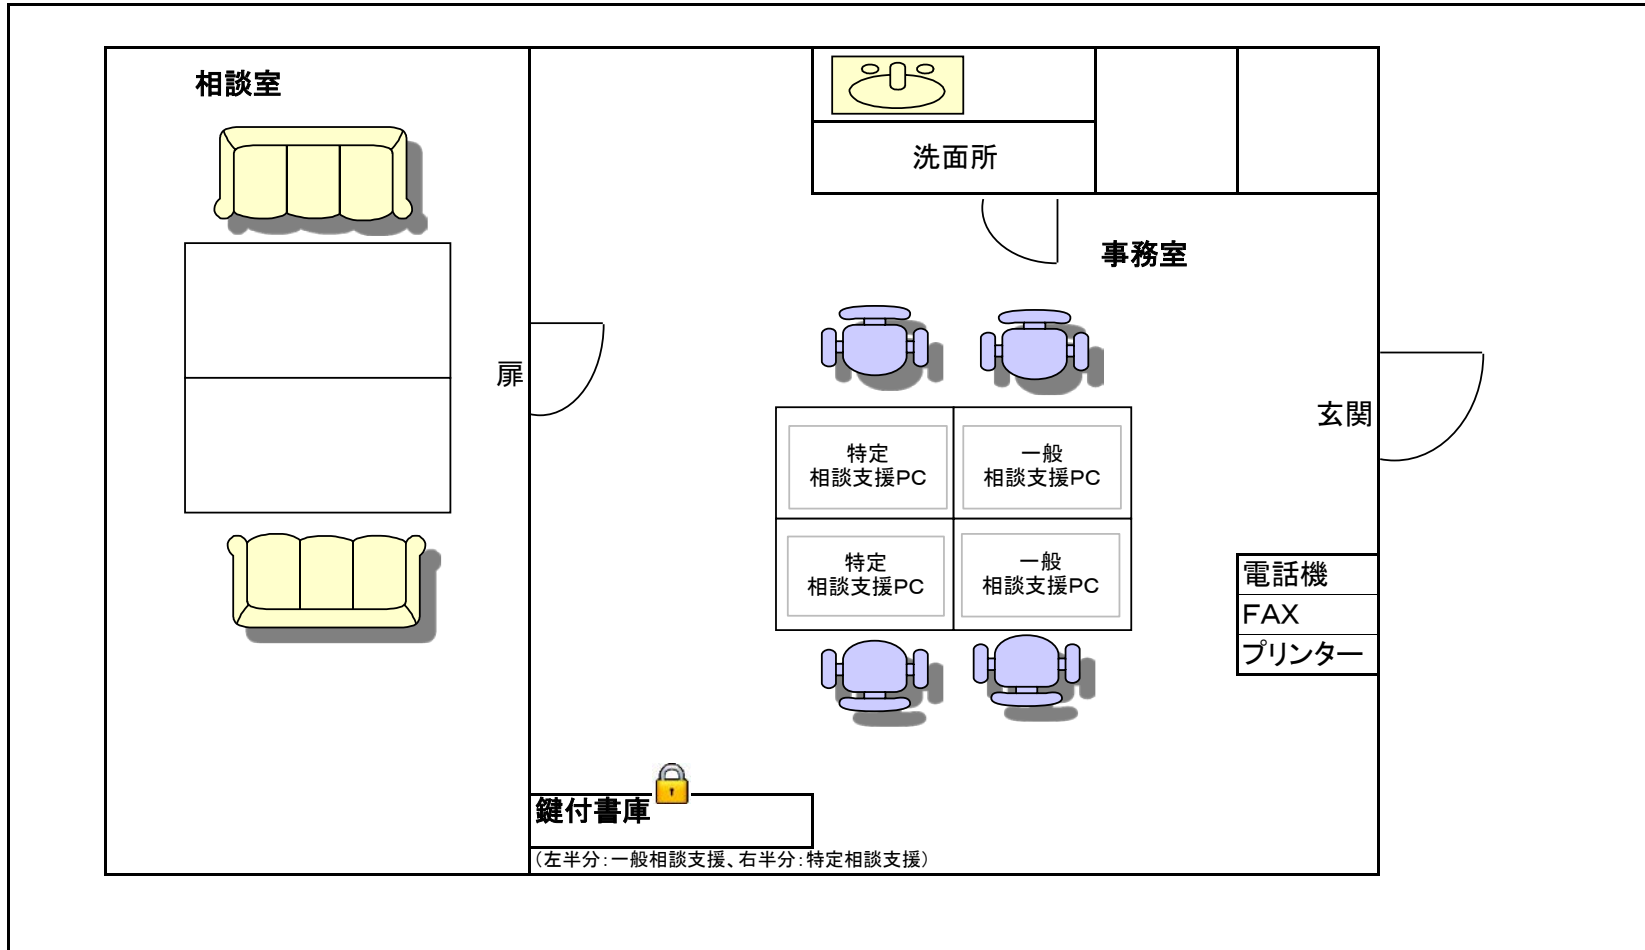 相談室
洗面所
事務室
扉
玄関
特定
相談支援PC
一般
相談支援PC
特定
相談支援PC
一般
相談支援PC
電話機
FAX
プリンター
鍵付書庫
（左半分：一般相談支援、右半分：特定相談支援）